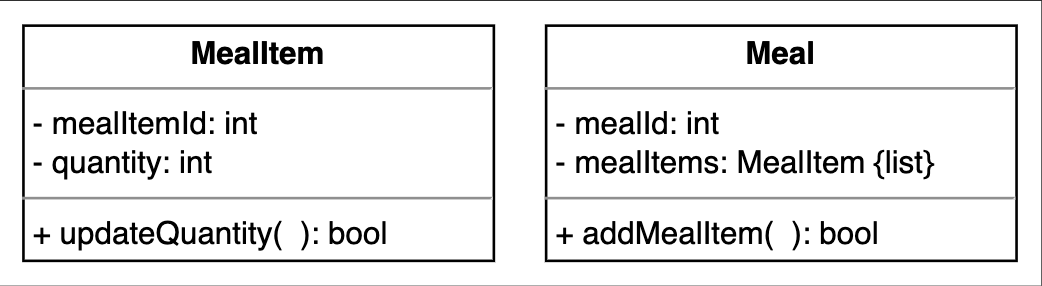 MealItem
- mealItemId: int
- quantity: int
+ updateQuantity(  ): bool
Meal
- mealId: int
- mealItems: MealItem {list}
+ addMealItem(  ): bool